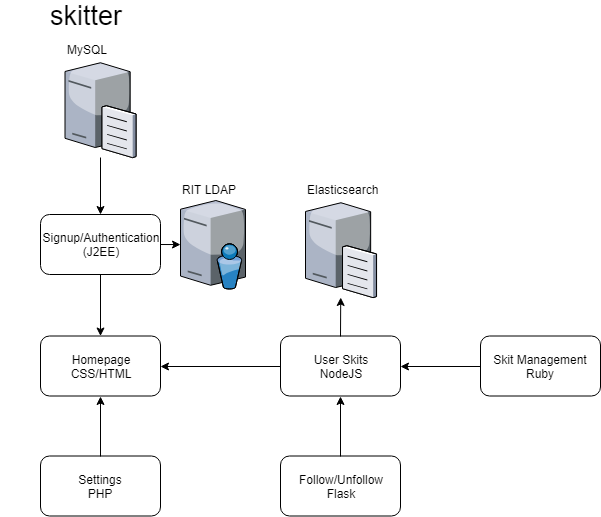 skitter
MySQL
RIT LDAP
Elasticsearch
Signup/Authentication
(J2EE)
Homepage
CSS/HTML
User Skits
NodeJS
Skit Management
Ruby
Settings
PHP
Follow/Unfollow
Flask